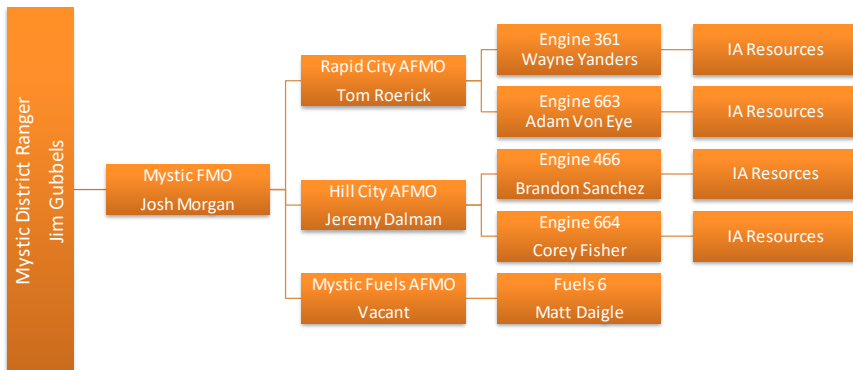 Mystic District Ranger
Jim Gubbels
Mystic FMO
Josh Morgan
Rapid City AFMO
Tom Roerick
Engine 361
Wayne Yanders
IA Resources
Engine 663
Adam Von Eye
IA Resources
Hill City AFMO
Jeremy Dalman
Engine 466
Brandon Sanchez
IA Resorces
Engine 664
Corey Fisher
IA Resources
Mystic Fuels AFMO
Vacant
Fuels 6
Matt Daigle